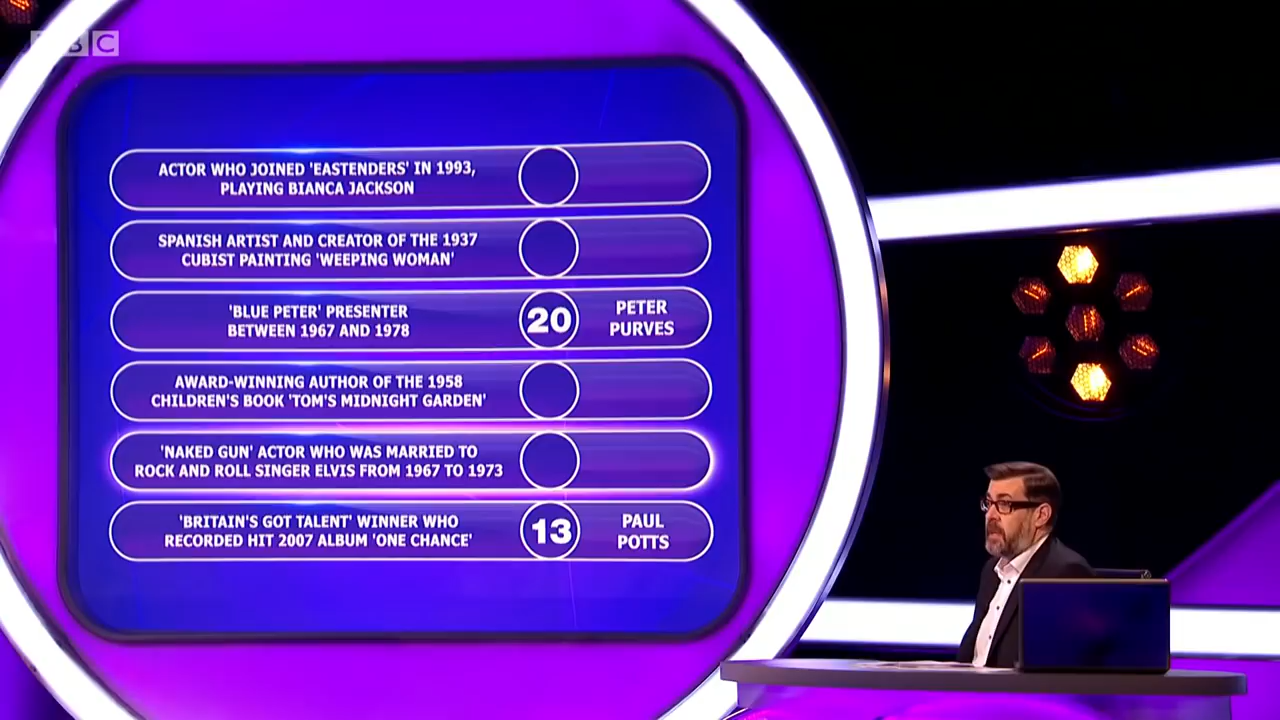 BBC
ACTOR WHO JOINED 'EASTENDERS' IN 1993,
PLAYING BIANCA JACKSON
SPANISH ARTIST AND CREATOR OF THE 1937
CUBIST PAINTING 'WEEPING WOMAN'
'BLUE PETER' PRESENTER
BETWEEN 1967 AND 1978
20
PETER
PURVES
AWARD-WINNING AUTHOR OF THE 1958
CHILDREN'S BOOK 'TOM'S MIDNIGHT GARDEN'
'NAKED GUN' ACTOR WHO WAS MARRIED TO
ROCK AND ROLL SINGER ELVIS FROM 1967 TO 1973
'BRITAIN'S GOT TALENT' WINNER WHO
RECORDED HIT 2007 ALBUM 'ONE CHANCE'
13
PAUL
POTTS